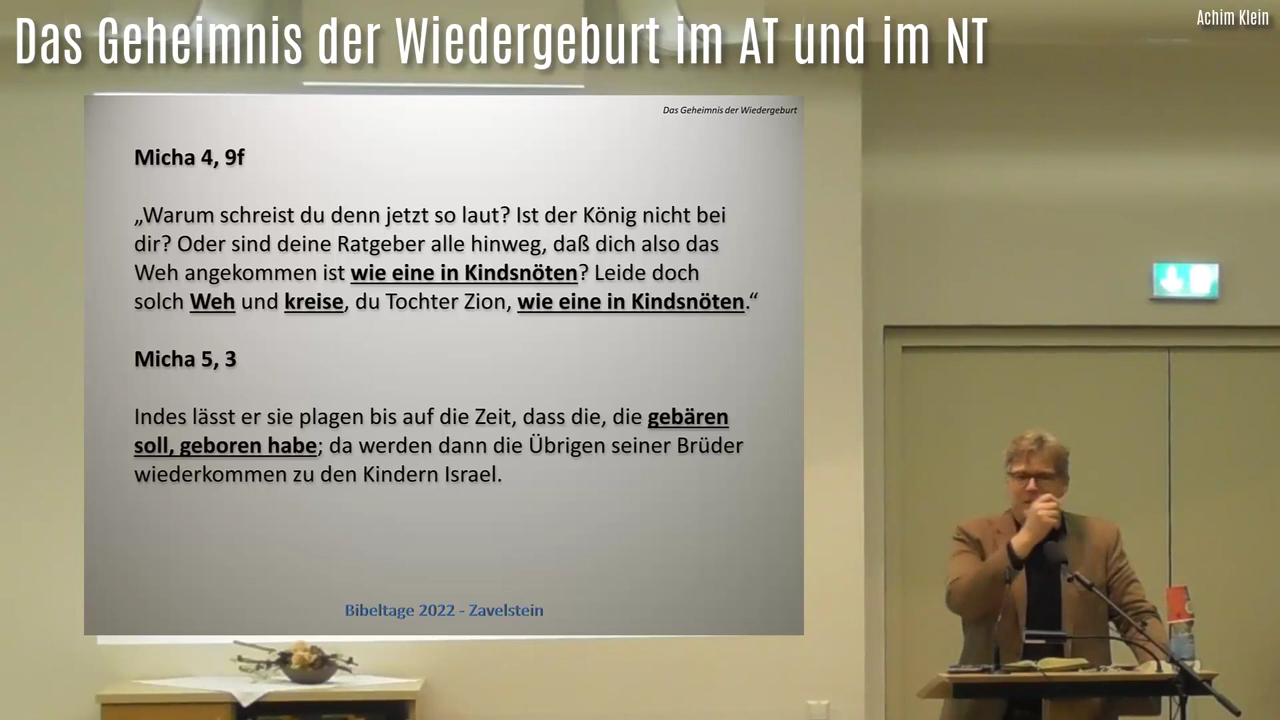 Das Geheimnis der Wiedergeburt im AT und im NT
Achim Klein
Das Geheimnis der Wiedergeburt
Micha 4, 9f
„Warum schreist du denn jetzt so laut? Ist der König nicht bei
dir? Oder sind deine Ratgeber alle hinweg, daß dich also das
Weh angekommen ist wie eine in Kindsnöten? Leide doch
solch Weh und kreise, du Tochter Zion, wie eine in Kindsnöten.“
Micha 5, 3
Indes lässt er sie plagen bis auf die Zeit, dass die, die gebären
soll, geboren habe; da werden dann die Übrigen seiner Brüder
wiederkommen zu den Kindern Israel.
Bibeltage 2022 - Zavelstein